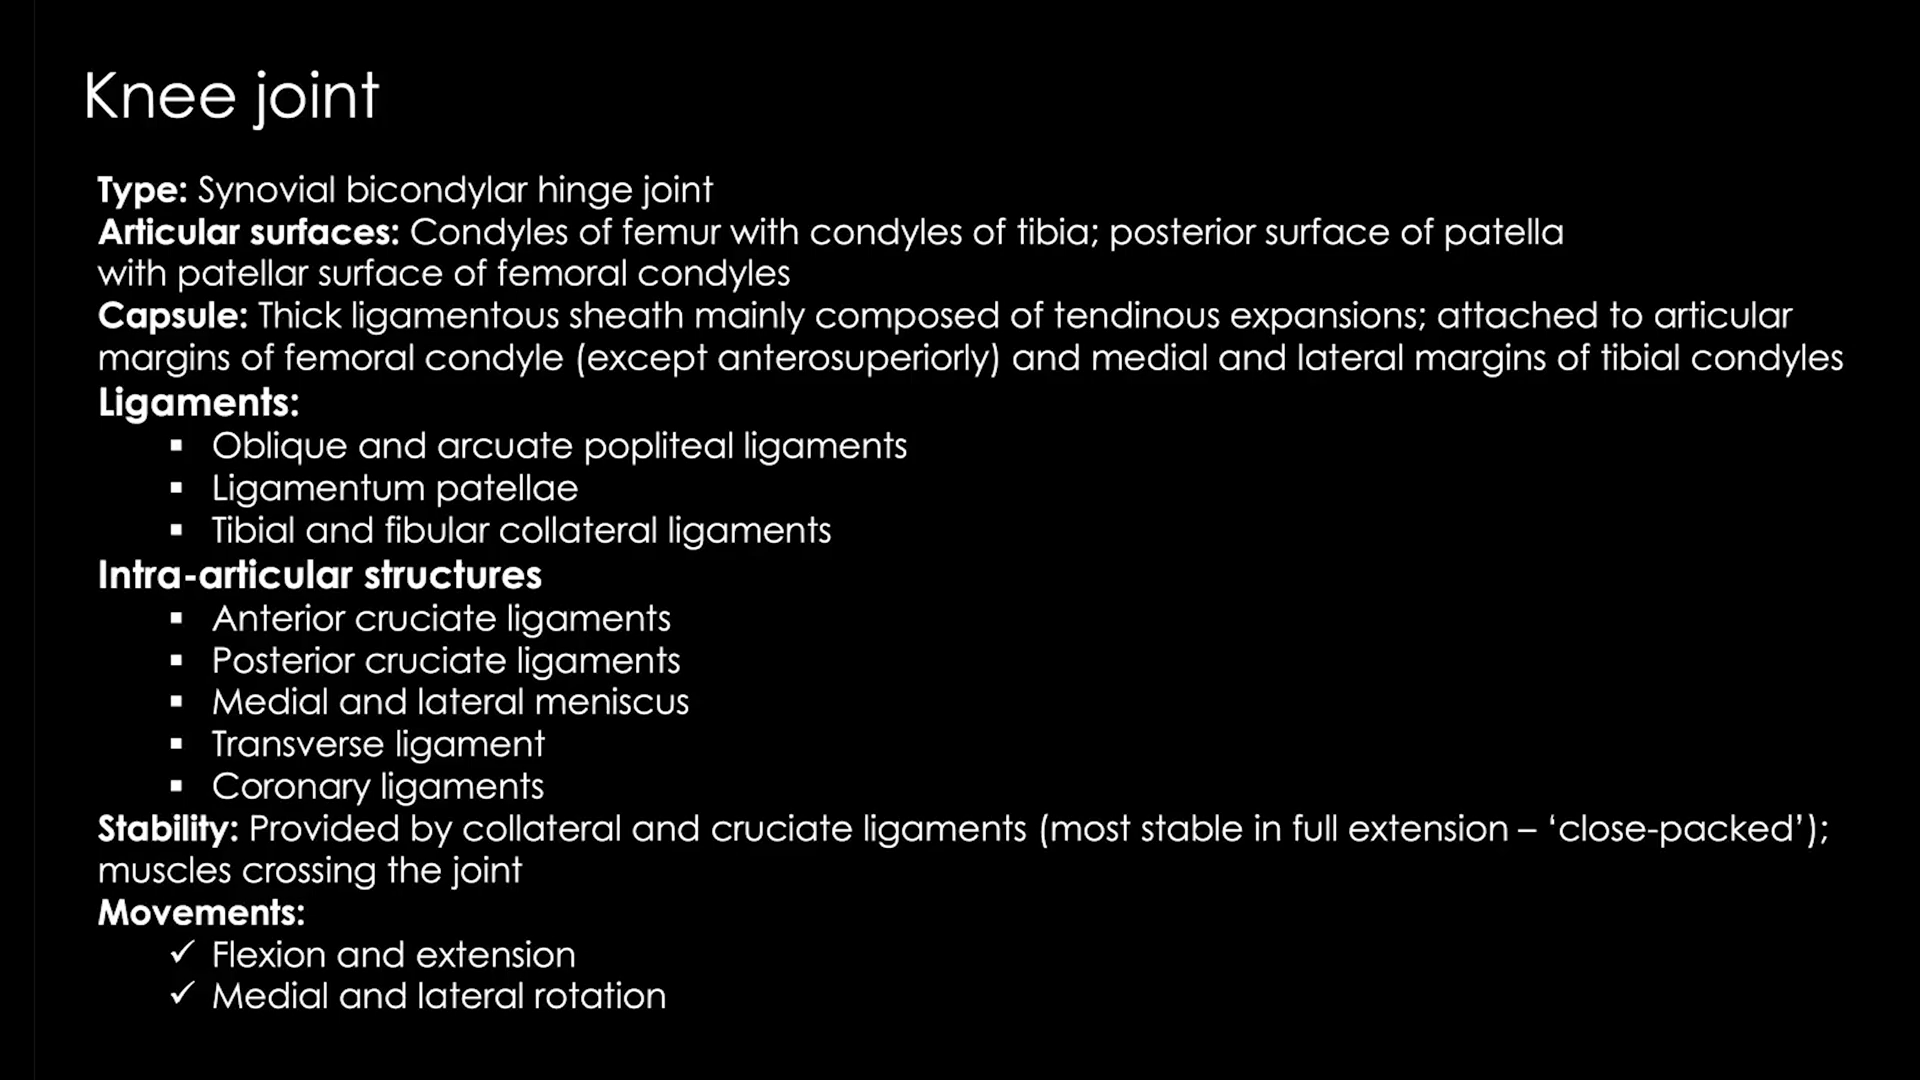 Knee joint
Type: Synovial bicondylar hinge joint
Articular surfaces: Condyles of femur with condyles of tibia; posterior surface of patella
with patellar surface of femoral condyles
Capsule: Thick ligamentous sheath mainly composed of tendinous expansions; attached to articular
margins of femoral condyle (except anterosuperiorly) and medial and lateral margins of tibial condyles
Ligaments:
▪ Oblique and arcuate popliteal ligaments
▪ Ligamentum patellae
▪ Tibial and fibular collateral ligaments
Intra-articular structures
▪ Anterior cruciate ligaments
▪ Posterior cruciate ligaments
▪ Medial and lateral meniscus
▪ Transverse ligament
▪ Coronary ligaments
Stability: Provided by collateral and cruciate ligaments (most stable in full extension – ‘close-packed’);
muscles crossing the joint
Movements:
✓ Flexion and extension
✓ Medial and lateral rotation